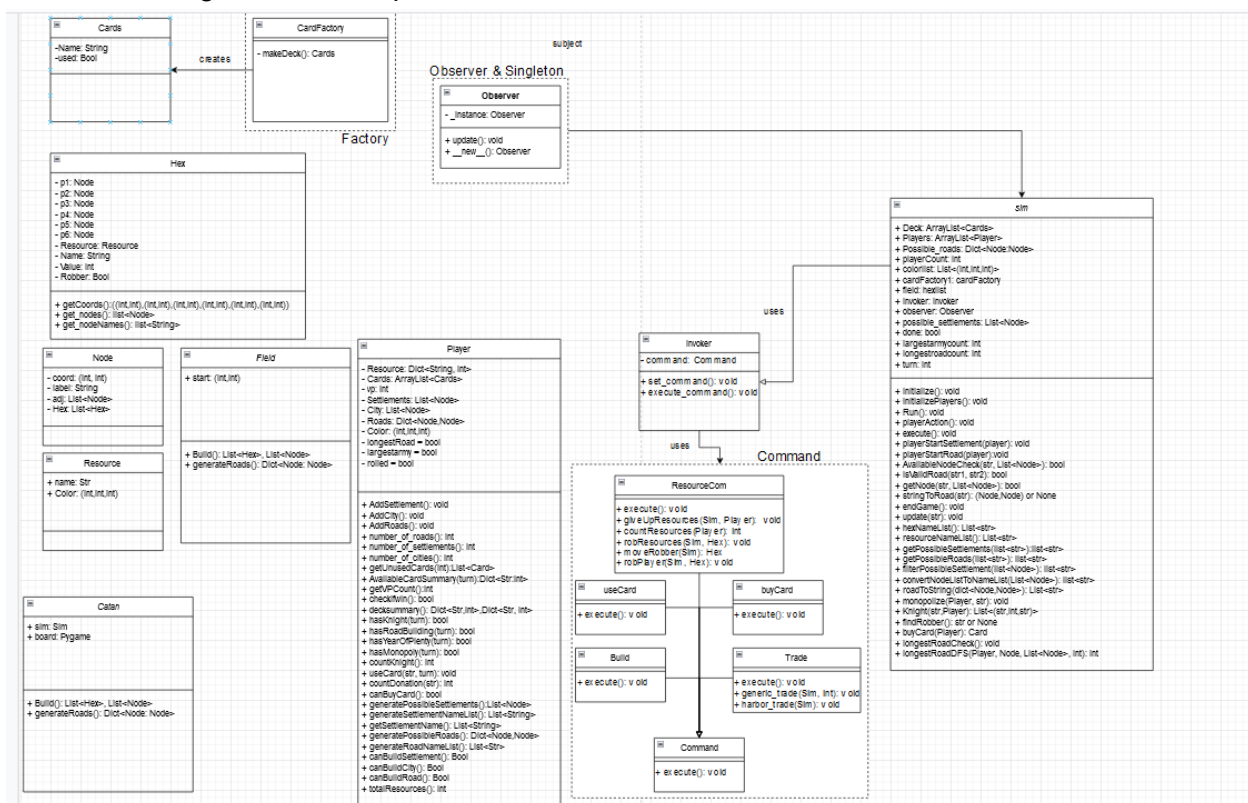 Cards
-Name: String
-used: Bool
creates
CardFactory
- makeDeck(): Cards
Factory
subject
Observer & Singleton
Observer
- _instance: Observer
+ update(): void
+ __new__(): Observer
Hex
- p1: Node
- p2: Node
- p3: Node
- p4: Node
- p5: Node
- p6: Node
- Resource: Resource
- Name: String
- Value: Int
- Robber: Bool
+ getCoords():((int,int),(int,int),(int,int),(int,int),(int,int),(int,int))
+ get_nodes(): list<Node>
+ get_nodeNames(): list<String>
Node
- coord: (int, int)
- label: String
- adj: List<Node>
- Hex: List<Hex>
Field
+ start: (int,int)
+ Build(): List<Hex>, List<Node>
+ generateRoads(): Dict<Node: Node>
Resource
+ name: Str
+ Color: (int,int,int)
Catan
+ sim: Sim
+ board: Pygame
+ Build(): List<Hex>, List<Node>
+ generateRoads(): Dict<Node: Node>
Player
- Resource: Dict<String, int>
- Cards: ArrayList<Cards>
- vp: int
- Settlements: List<Node>
- City: List<Node>
- Roads: Dict<Node,Node>
- Color: (int,int,int)
- longestRoad = bool
- largestarmy = bool
- rolled = bool
+ AddSettlement(): void
+ AddCity(): void
+ AddRoads(): void
+ number_of_roads(): int
+ number_of_settlements(): int
+ number_of_cities(): int
+ getUnusedCards(int):List<Card>
+ AvailableCardSummary(turn):Dict<Str:int>
+ getVPCount():int
+ checkifwin(): bool
+ decksummary(): Dict<Str,int>,Dict<Str, int>
+ hasKnight(turn): bool
+ hasRoadBuilding(turn): bool
+ hasYearOfPlenty(turn): bool
+ hasMonopoly(turn): bool
+ countKnight(): int
+ useCard(str, turn): void
+ countDonation(str): int
+ canBuyCard(): bool
+ generatePossibleSettlements():List<Node>
+ generateSettlementNameList(): List<String>
+ getSettlementName(): List<String>
+ generatePossibleRoads(): Dict<Node,Node>
+ generateRoadNameList(): List<Str>
+ canBuildSettlement(): Bool
+ canBuildCity(): Bool
+ canBuildRoad(): Bool
+ totalResources(): int
uses
Invoker
- command: Command
+ set_command(): void
+ execute_command(): void
uses
Command
ResourceCom
+ execute(): void
+ giveUpResources(Sim, Player): void
+ countResources(Player): int
+ robResources(Sim, Hex): void
+ moveRobber(Sim): Hex
+ robPlayer(Sim, Hex): void
useCard
+ execute(): void
buyCard
+ execute(): void
Build
+ execute(): void
Trade
+ execute(): void
+ generic_trade(Sim, int): void
+ harbor_trade(Sim): void
Command
+ execute(): void
sim
+ Deck: ArrayList<Cards>
+ Players: ArrayList<Player>
+ Possible_roads: Dict<Node:Node>
+ playerCount: int
+ colorlist: List<(int,int,int)>
+ cardFactory1: cardFactory
+ field: hexlist
+ invoker: Invoker
+ observer: Observer
+ possible_settlements: List<Node>
+ done: bool
+ largestarmycount: int
+ longestroadcount: int
+ turn: int
+ initialize(): void
+ initializePlayers(): void
+ Run(): void
+ playerAction(): void
+ execute(): void
+ playerStartSettlement(player): void
+ playerStartRoad(player):void
+ AvailableNodeCheck(str, List<Node>): bool
+ isValidRoad(str1, str2): bool
+ getNode(str, List<Node>): bool
+ stringToRoad(str): (Node,Node) or None
+ endGame(): void
+ update(str): void
+ hexNameList(): List<str>
+ resourceNameList(): List<str>
+ getPossibleSettlements(list<str>):list<str>
+ getPossibleRoads(list<str>): list<str>
+ filterPossibleSettlement(list<Node>): list<str>
+ convertNodeListToNameList(List<Node>): list<str>
+ roadToString(dict<Node,Node>): List<str>
+ monopolize(Player, str): void
+ Knight(str,Player): List<(str,int,str)>
+ findRobber(): str or None
+ buyCard(Player): Card
+ longestRoadCheck(): void
+ longestRoadDFS(Player, Node, List<Node>, int): int